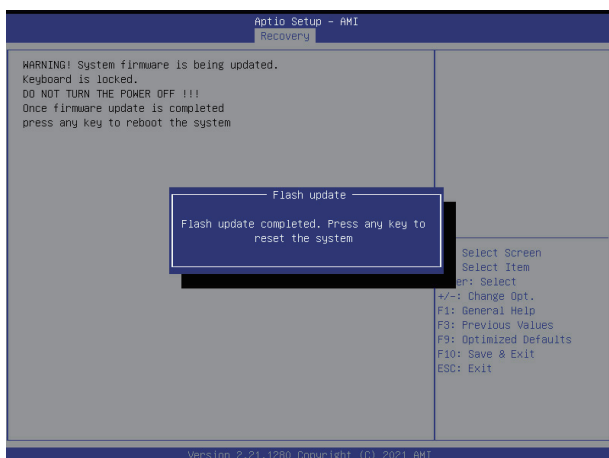 Aptio Setup - AMI
Recovery
WARNING! System firmware is being updated.
Keyboard is locked.
DO NOT TURN THE POWER OFF !!!
Once firmware update is completed
press any key to reboot the system
Flash update
Flash update completed. Press any key to
reset the system
Select Screen
Select Item
er: Select
+/-: Change Opt.
F1: General Help
F3: Previous Values
F9: Optimized Defaults
F10: Save & Exit
ESC: Exit
Version 2.21.1280 Copyright (C) 2021 AMI